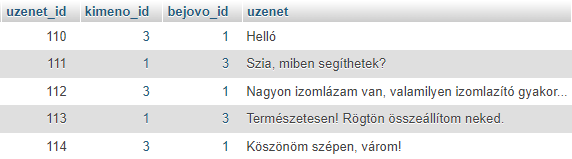 uzenet_id kimeno_id bejovo_id uzenet
110 3 1 Helló
111 1 3 Szia, miben segíthetek?
112 3 1 Nagyon izomlázam van, valamilyen izomlazító gyakor...
113 1 3 Természetesen! Rögtön összeállítom neked.
114 3 1 Köszönöm szépen, várom!